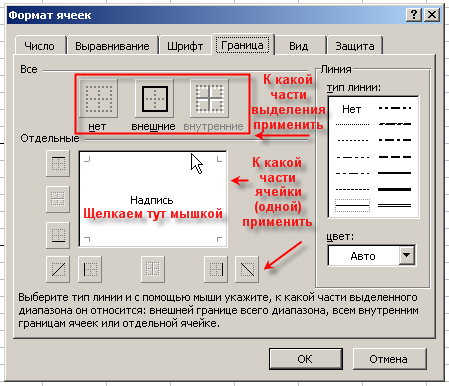 Формат ячеек
Число Выравнивание Шрифт Граница Вид Защита
Все
нет внешние внутренние
К какой
части
выделения
применить
Линия
тип линии:
Нет
Отдельные
Надпись
Щелкаем тут мышкой
К какой
части
ячейки
(одной)
применить
цвет:
Авто
Выберите тип линии и с помощью мыши укажите, к какой части выделенного
диапазона он относится: внешней границе всего диапазона, всем внутренним
границам ячеек или отдельной ячейке.
ОК Отмена